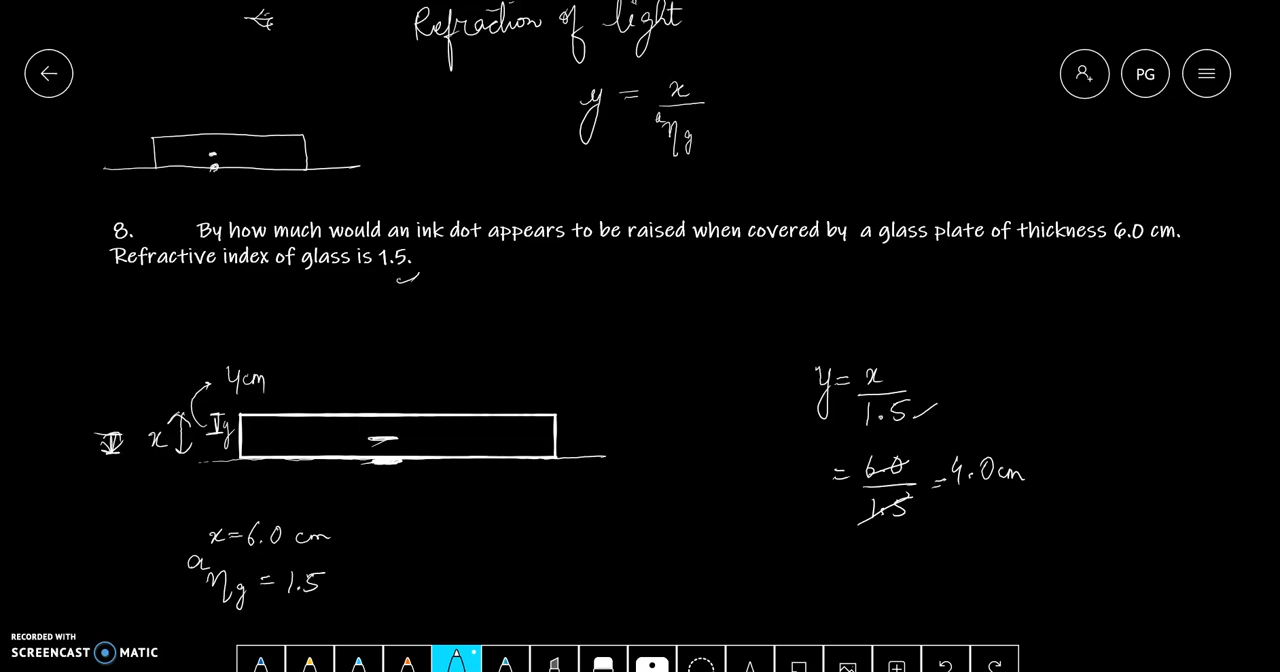 Refraction of light
y = x / aηg
PG
8. By how much would an ink dot appears to be raised when covered by a glass plate of thickness 6.0 cm.
Refractive index of glass is 1.5.
4cm
x y
y = x / 1.5
= 6.0 / 1.5 = 4.0cm
x = 6.0 cm
aηg = 1.5
RECORDED WITH
SCREENCAST MATIC